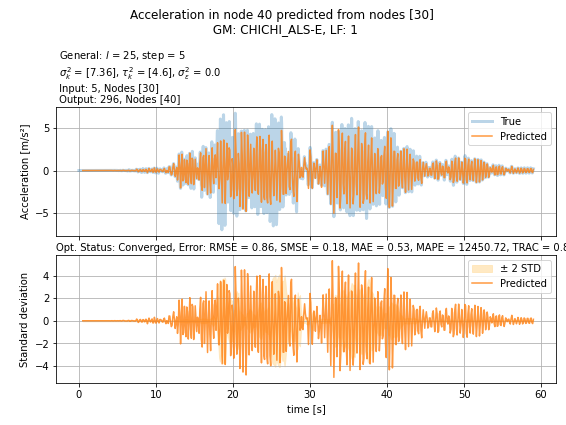 Acceleration in node 40 predicted from nodes [30]
GM: CHICHI_ALS-E, LF: 1
General: l = 25, step = 5
σ²ₖ = [7.36], τ²ₖ = [4.6], σ²ε = 0.0
Input: 5, Nodes [30]
Output: 296, Nodes [40]
True
Predicted
Acceleration [m/s²]
5
0
−5
Opt. Status: Converged, Error: RMSE = 0.86, SMSE = 0.18, MAE = 0.53, MAPE = 12450.72, TRAC = 0.8
± 2 STD
Predicted
Standard deviation
4
2
0
−2
−4
0 10 20 30 40 50 60
time [s]